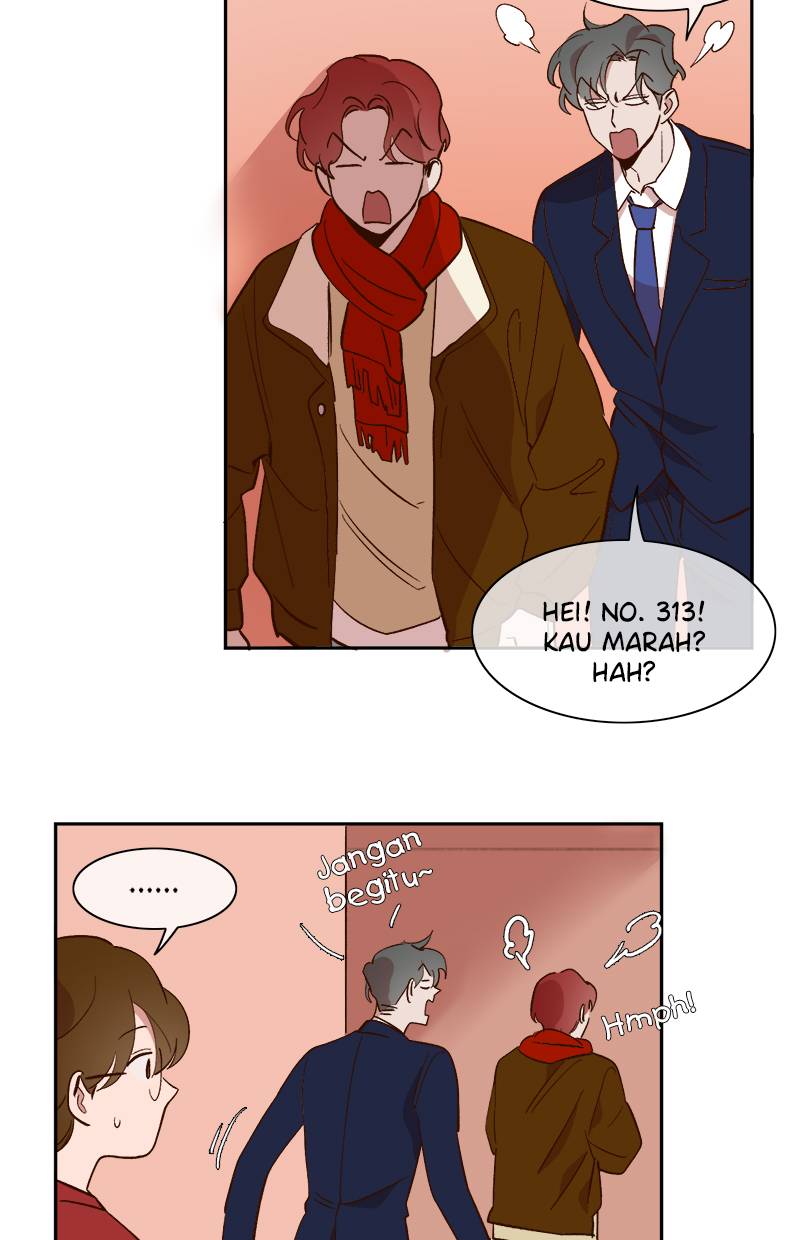 HEI! NO. 313!
KAU MARAH?
HAH?
......
Jangan
begitu~
Hmph!